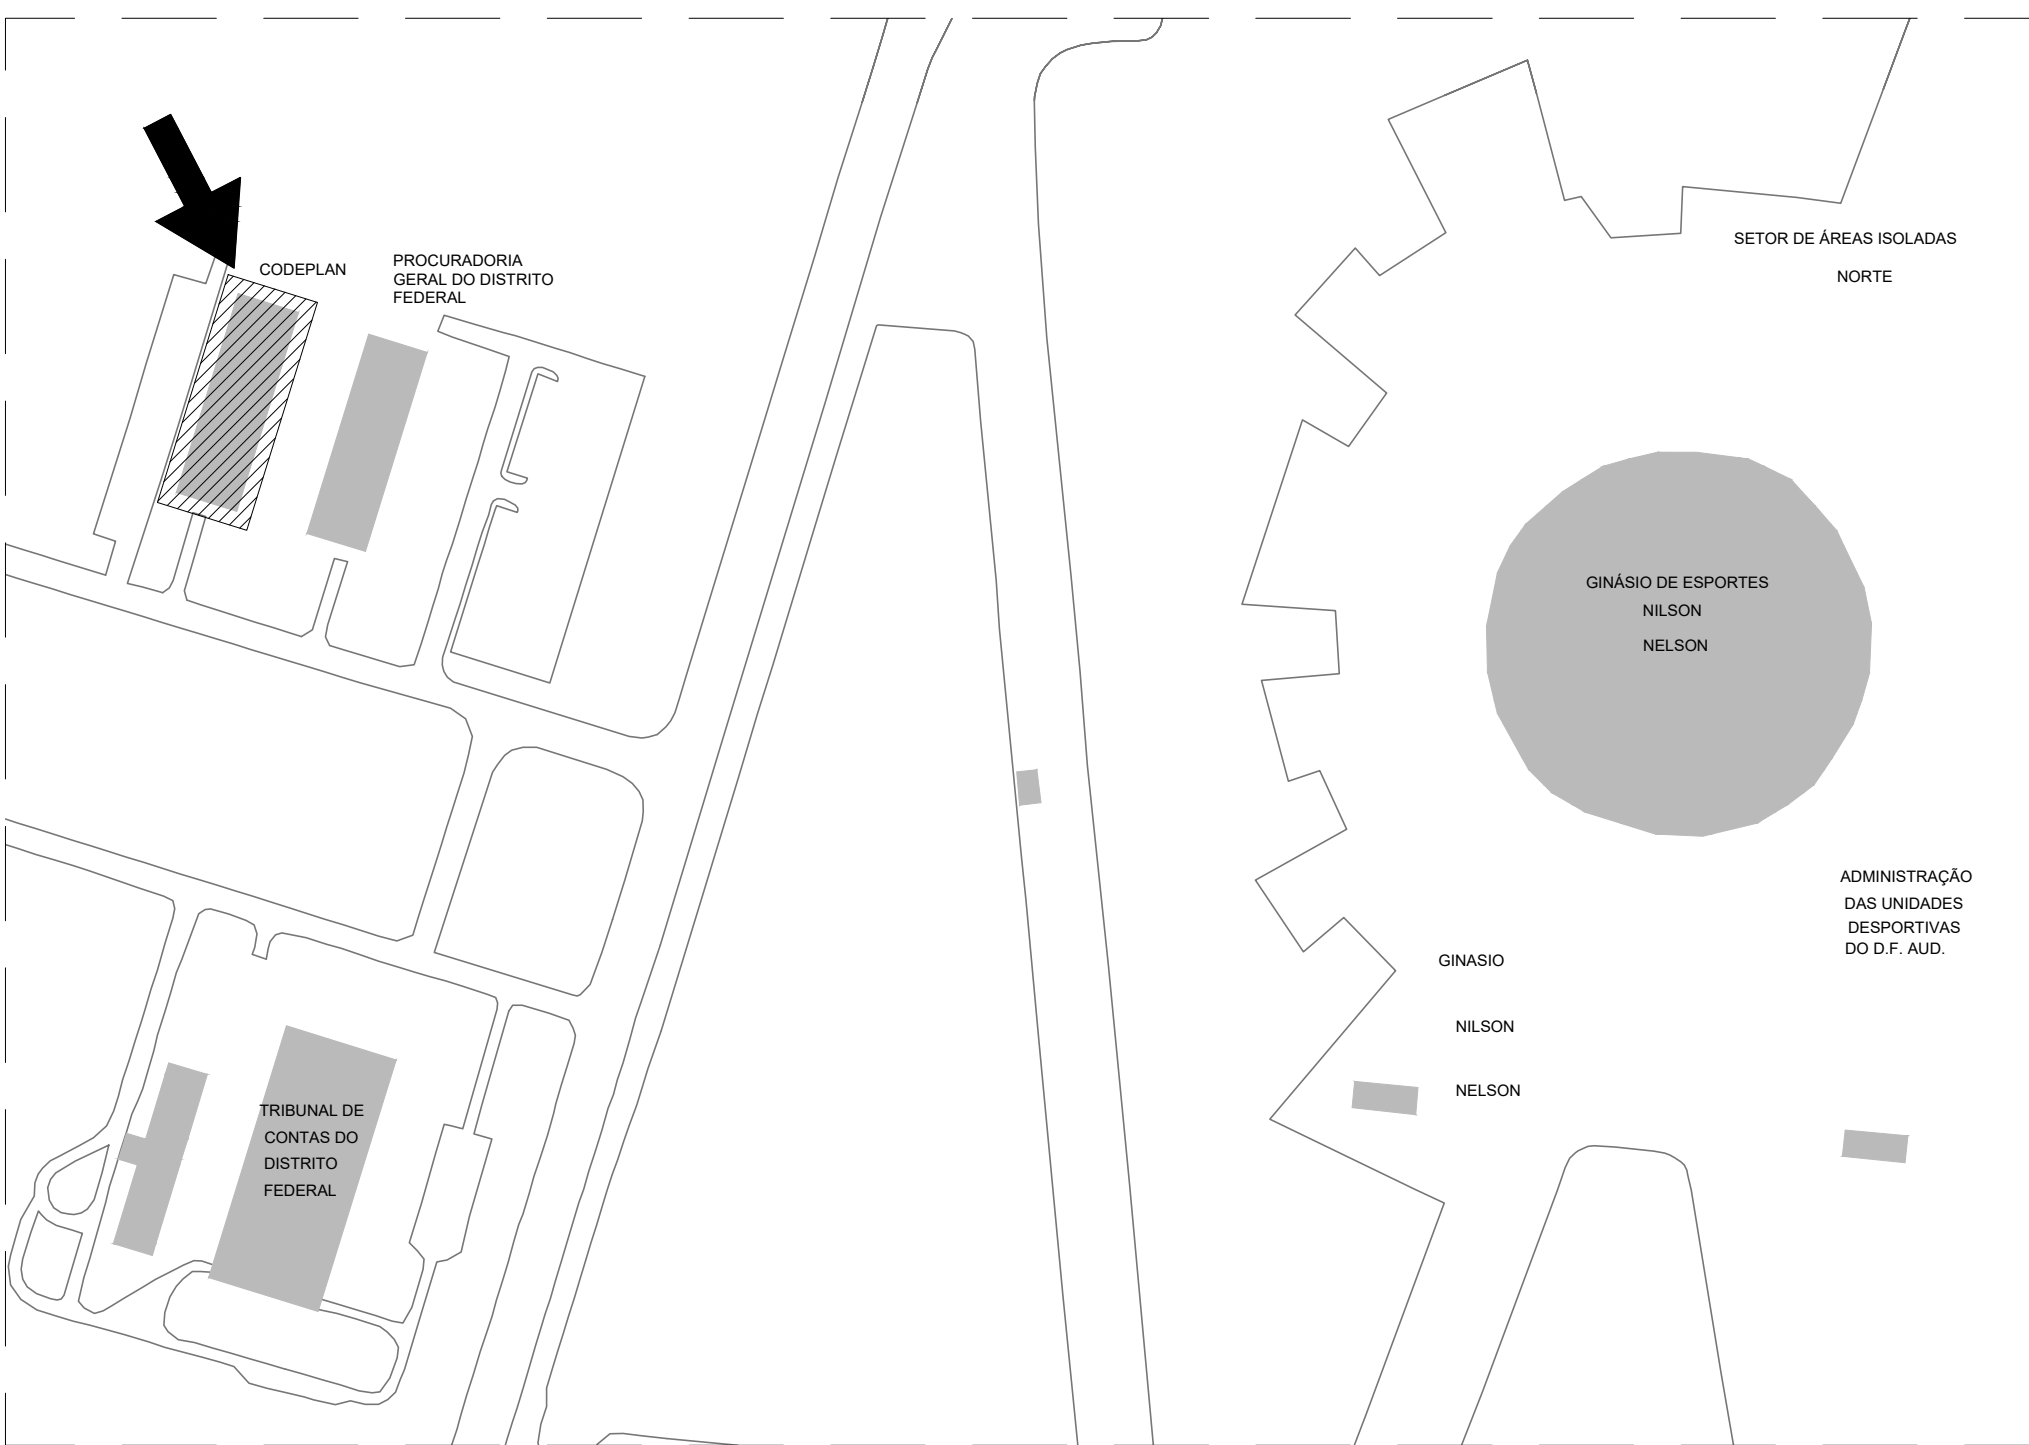 CODEPLAN
PROCURADORIA
GERAL DO DISTRITO
FEDERAL
SETOR DE ÁREAS ISOLADAS
NORTE
GINÁSIO DE ESPORTES
NILSON
NELSON
ADMINISTRAÇÃO
DAS UNIDADES
DESPORTIVAS
DO D.F. AUD.
GINASIO
NILSON
NELSON
TRIBUNAL DE
CONTAS DO
DISTRITO
FEDERAL